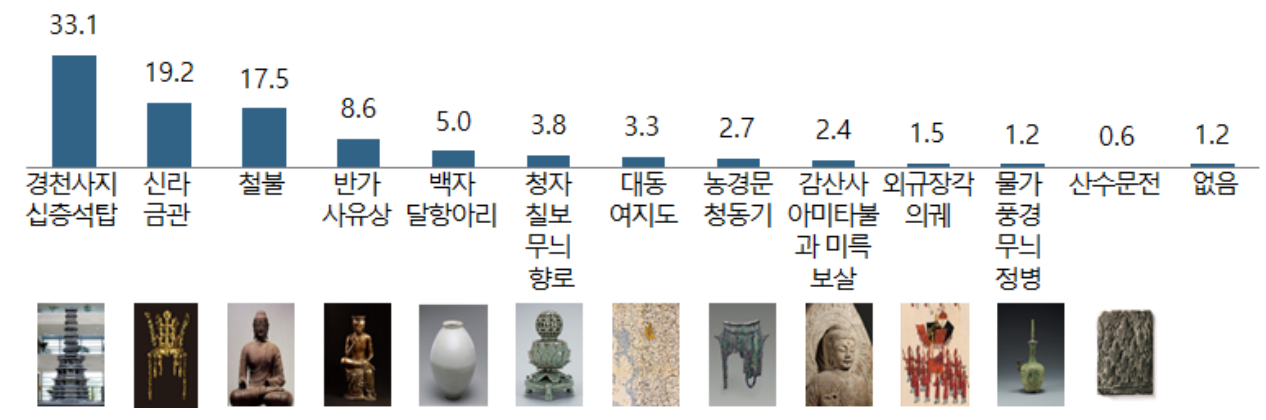 33.1
19.2
17.5
8.6
5.0
3.8
3.3
2.7
2.4
1.5
1.2
0.6
1.2
경천사지
십층석탑
신라
금관
철불
반가
사유상
백자
달항아리
청자
칠보
무늬
향로
대동
여지도
농경문
청동기
감산사
아미타불
과 미륵
보살
외규장각
의궤
물가
풍경
무늬
정병
산수문전
없음